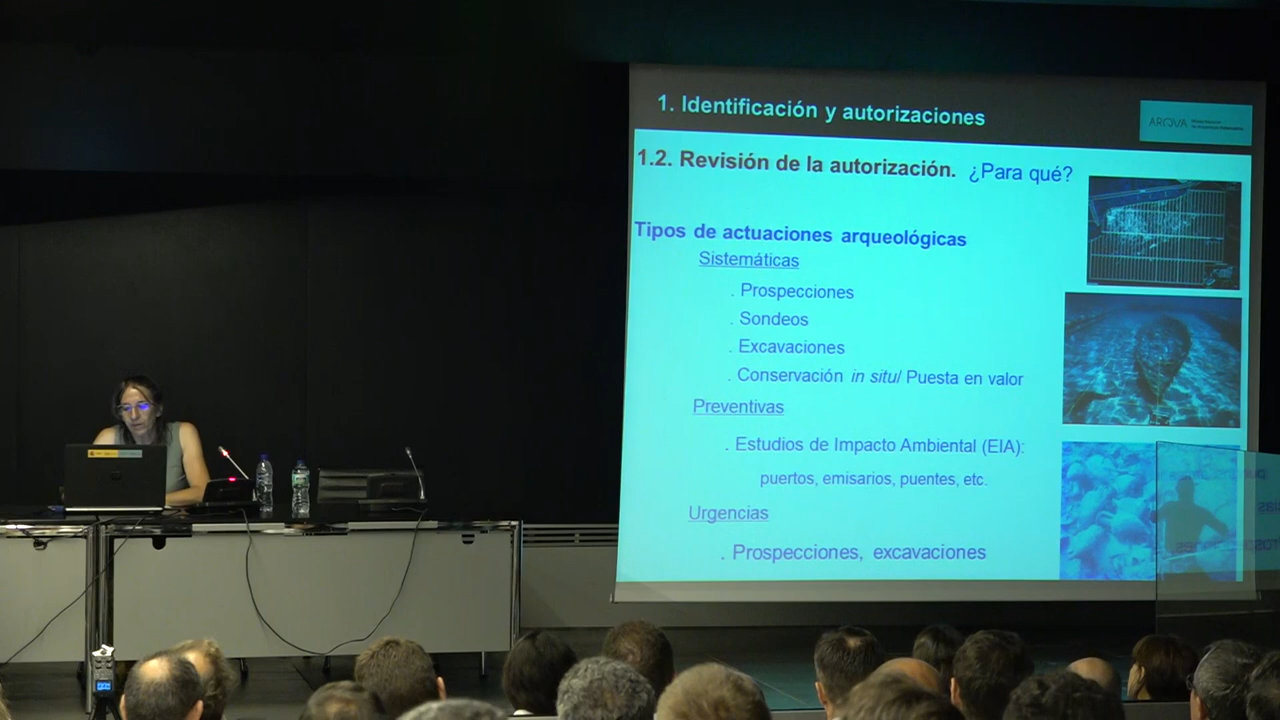 1. Identificación y autorizaciones
ARQVA
1.2. Revisión de la autorización. ¿Para qué?
Tipos de actuaciones arqueológicas
Sistemáticas
. Prospecciones
. Sondeos
. Excavaciones
. Conservación in situ/ Puesta en valor
Preventivas
. Estudios de Impacto Ambiental (EIA):
puertos, emisarios, puentes, etc.
Urgencias
. Prospecciones, excavaciones